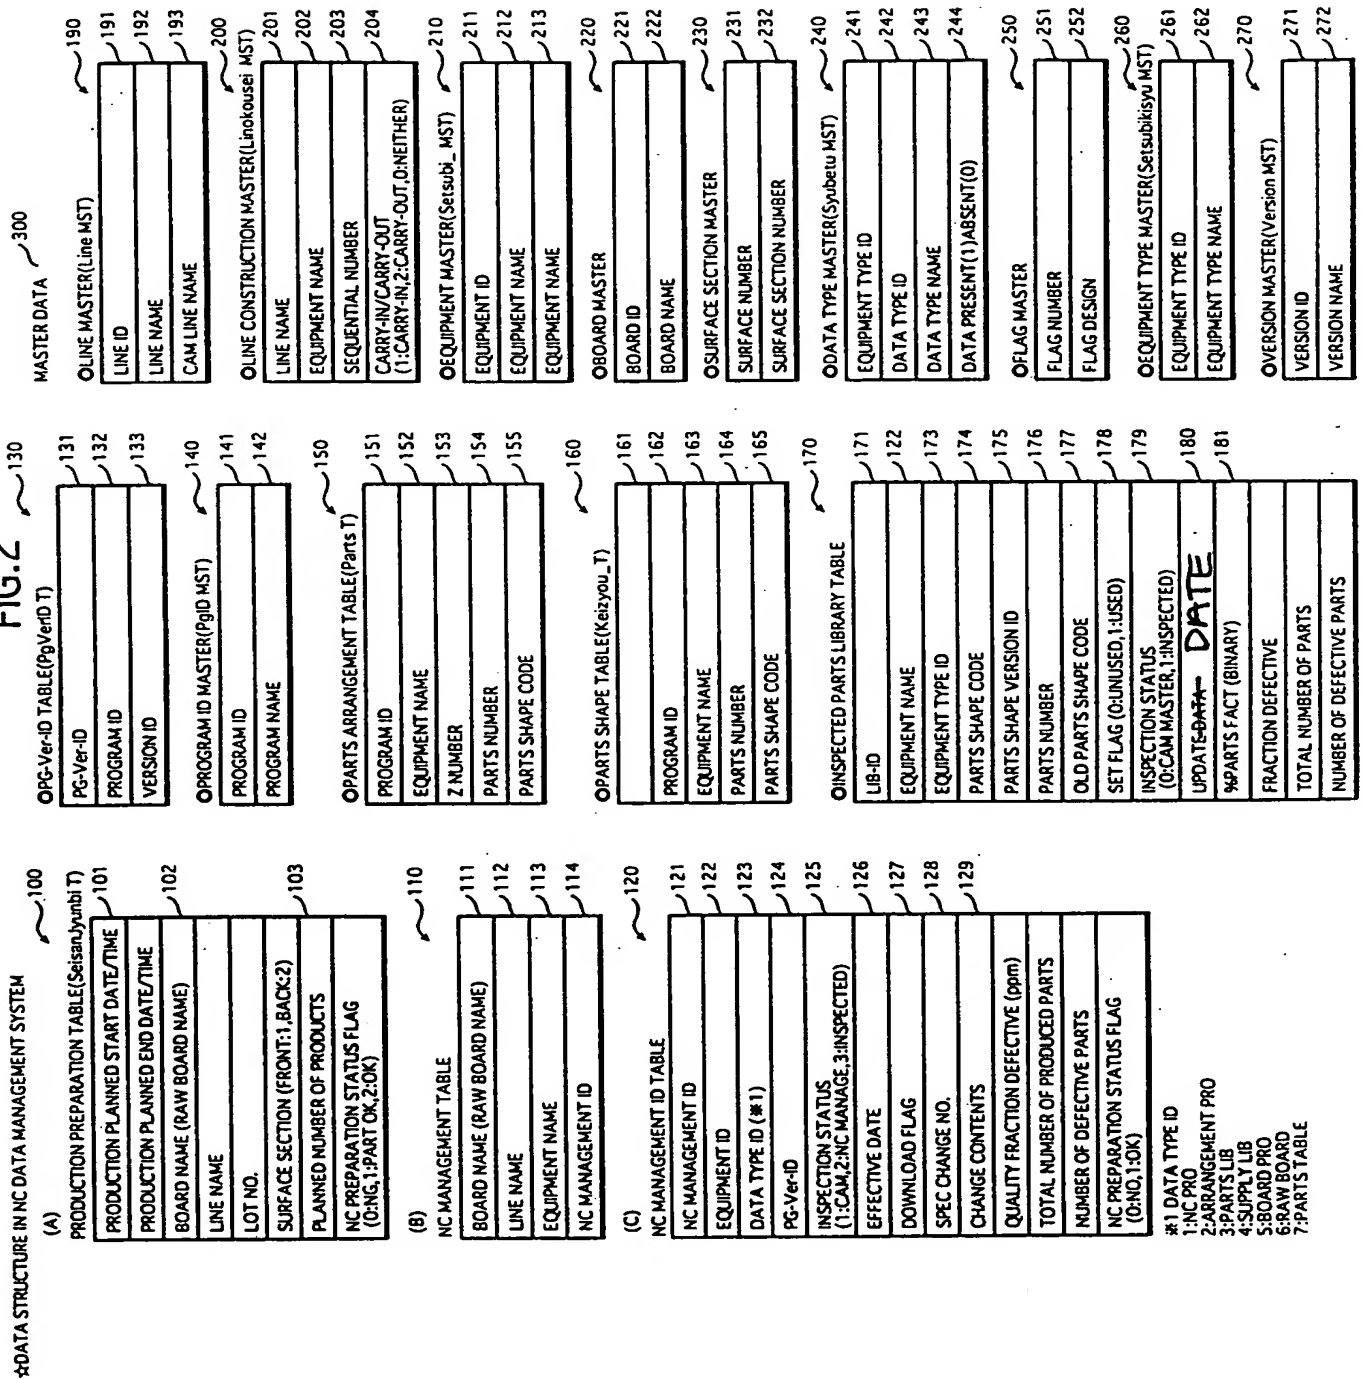 FIG.2
☆DATA STRUCTURE IN NC DATA MANAGEMENT SYSTEM
(A)
100
PRODUCTION PREPARATION TABLE(SeisanJyunbi T)
PRODUCTION PLANNED START DATE/TIME
101
PRODUCTION PLANNED END DATE/TIME
BOARD NAME (RAW BOARD NAME)
102
LINE NAME
LOT NO.
SURFACE SECTION (FRONT:1,BACK:2)
PLANNED NUMBER OF PRODUCTS
103
NC PREPARATION STATUS FLAG
(0:NG,1:PART OK,2:OK)
(B)
110
NC MANAGEMENT TABLE
BOARD NAME (RAW BOARD NAME)
111
LINE NAME
112
EQUIPMENT NAME
113
NC MANAGEMENT ID
114
(C)
120
NC MANAGEMENT ID TABLE
NC MANAGEMENT ID
121
EQUIPMENT ID
122
DATA TYPE ID (※1)
123
PG-Ver-ID
124
INSPECTION STATUS
(1:CAM,2:NC MANAGE,3:INSPECTED)
125
EFFECTIVE DATE
126
DOWNLOAD FLAG
127
SPEC CHANGE NO.
128
CHANGE CONTENTS
129
QUALITY FRACTION DEFECTIVE (ppm)
TOTAL NUMBER OF PRODUCED PARTS
NUMBER OF DEFECTIVE PARTS
NC PREPARATION STATUS FLAG
(0:NO,1:OK)
※1 DATA TYPE ID
1:NC PRO
2:ARRANGEMENT PRO
3:PARTS LIB
4:SUPPLY LIB
5:BOARD PRO
6:RAW BOARD
7:PARTS TABLE
130
OPG-Ver-ID TABLE(PgVerID T)
PG-Ver-ID
131
PROGRAM ID
132
VERSION ID
133
140
OPROGRAM ID MASTER(PgID MST)
PROGRAM ID
141
PROGRAM NAME
142
150
OPARTS ARRANGEMENT TABLE(Parts T)
PROGRAM ID
151
EQUIPMENT NAME
152
Z NUMBER
153
PARTS NUMBER
154
PARTS SHAPE CODE
155
160
OPARTS SHAPE TABLE(Keizyou_T)
161
PROGRAM ID
162
EQUIPMENT NAME
163
PARTS NUMBER
164
PARTS SHAPE CODE
165
170
OINSPECTED PARTS LIBRARY TABLE
LIB-ID
171
EQUIPMENT NAME
122
EQUIPMENT TYPE ID
173
PARTS SHAPE CODE
174
PARTS SHAPE VERSION ID
175
PARTS NUMBER
176
OLD PARTS SHAPE CODE
177
SET FLAG (0:UNUSED,1:USED)
178
INSPECTION STATUS
(0:CAM MASTER,1:INSPECTED)
179
UPDATE DATA DATE
180
%PARTS FACT (BINARY)
181
FRACTION DEFECTIVE
TOTAL NUMBER OF PARTS
NUMBER OF DEFECTIVE PARTS
MASTER DATA
300
190
OLINE MASTER(Line MST)
LINE ID
191
LINE NAME
192
CAM LINE NAME
193
200
OLINE CONSTRUCTION MASTER(Linokousei MST)
LINE NAME
201
EQUIPMENT NAME
202
SEQUENTIAL NUMBER
203
CARRY-IN/CARRY-OUT
(1:CARRY-IN,2:CARRY-OUT,0:NEITHER)
204
210
OEQUIPMENT MASTER(Setsubi_ MST)
EQUIPMENT ID
211
EQUIPMENT NAME
212
EQUIPMENT NAME
213
220
OBOARD MASTER
BOARD ID
221
BOARD NAME
222
230
OSURFACE SECTION MASTER
SURFACE NUMBER
231
SURFACE SECTION NUMBER
232
240
ODATA TYPE MASTER(Syubetu MST)
EQUIPMENT TYPE ID
241
DATA TYPE ID
242
DATA TYPE NAME
243
DATA PRESENT(1)ABSENT(0)
244
250
OFLAG MASTER
FLAG NUMBER
251
FLAG DESIGN
252
260
OEQUIPMENT TYPE MASTER(Setsubikisyu MST)
EQUIPMENT TYPE ID
261
EQUIPMENT TYPE NAME
262
270
OVERSION MASTER(Version MST)
VERSION ID
271
VERSION NAME
272